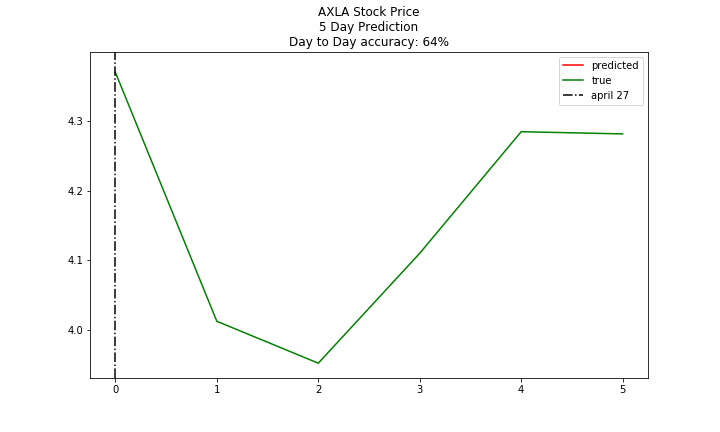 AXLA Stock Price
5 Day Prediction
Day to Day accuracy: 64%
predicted
true
april 27
4.3
4.2
4.1
4.0
0 1 2 3 4 5